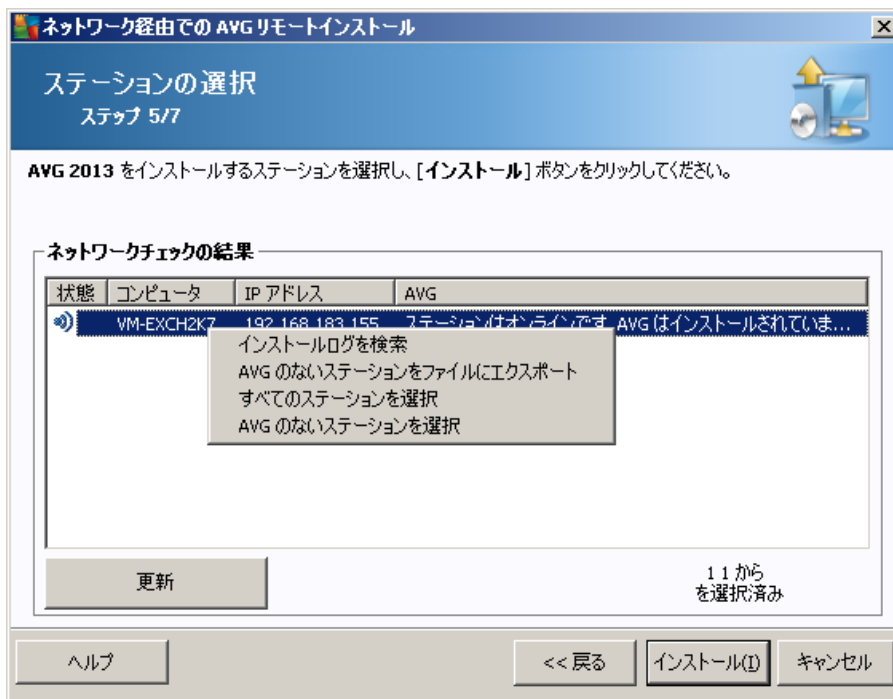 ネットワーク経由での AVG リモートインストール
ステーションの選択
ステップ 5/7
AVG 2013 をインストールするステーションを選択し、[インストール] ボタンをクリックしてください。
ネットワークチェックの結果
状態 コンピュータ IP アドレス AVG
VM-EXCH2K7 192.168.183.155 ステーションはオンラインです。AVG はインストールされていま...
インストールログを検索
AVG のないステーションをファイルにエクスポート
すべてのステーションを選択
AVG のないステーションを選択
更新
1 1 から
を選択済み
ヘルプ
<< 戻る
インストール(I)
キャンセル